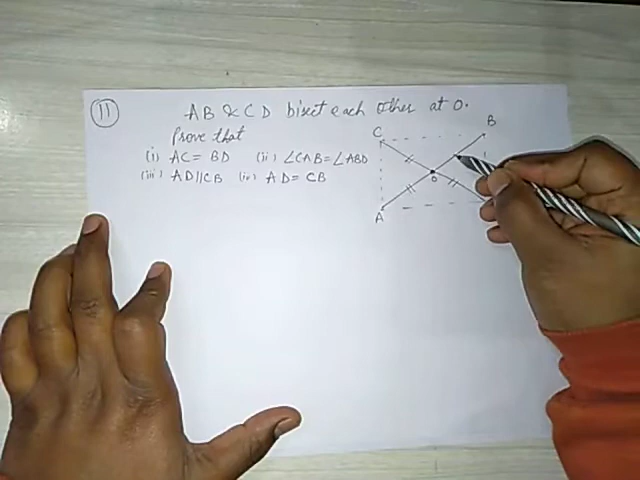 11
AB & CD bisect each other at O.
Prove that
(i) AC = BD (ii) ∠CAB = ∠ABD
(iii) AD||CB (iv) AD = CB
C
B
O
A